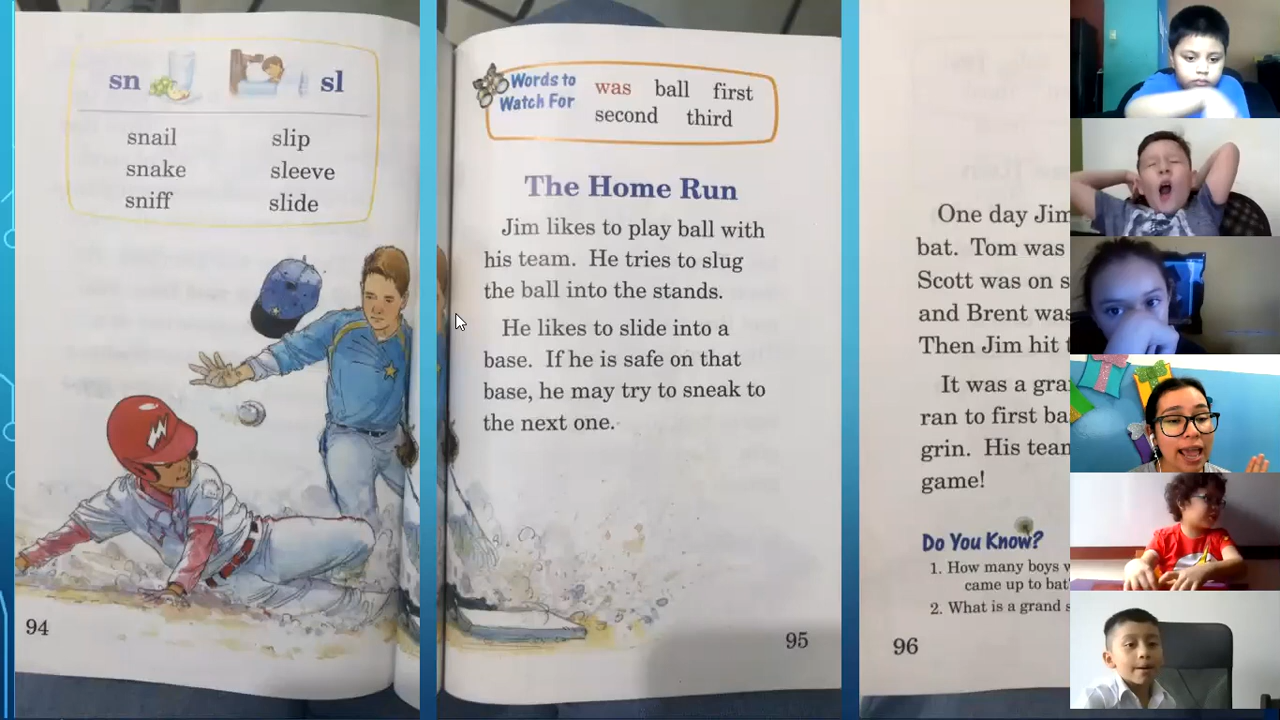 sn sl
snail slip
snake sleeve
sniff slide
94
Words to
Watch For
was ball first
second third
The Home Run
Jim likes to play ball with
his team. He tries to slug
the ball into the stands.
He likes to slide into a
base. If he is safe on that
base, he may try to sneak to
the next one.
95
One day Jim
bat. Tom was
Scott was on
and Brent was
Then Jim hit
It was a
ran to first
grin. His team
game!
Do You Know?
1. How many boys
came up to bat
2. What is a grand
96